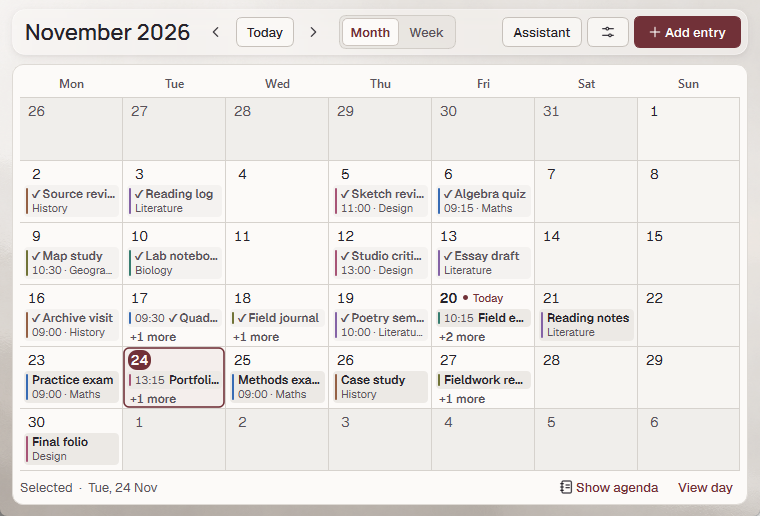 November 2026 Today Month Week Assistant + Add entry
Mon Tue Wed Thu Fri Sat Sun
26 27 28 29 30 31 1
2 3 4 5 6 7 8
✓ Source revi... ✓ Reading log ✓ Sketch revi... ✓ Algebra quiz
History Literature 11:00 · Design 09:15 · Maths
9 10 11 12 13 14 15
✓ Map study ✓ Lab notebo... ✓ Studio criti... ✓ Essay draft
10:30 · Geogra... Biology 13:00 · Design Literature
16 17 18 19 20 • Today 21 22
✓ Archive visit 09:30 ✓ Quad... ✓ Field journal ✓ Poetry sem... 10:15 Field e... Reading notes
09:00 · History +1 more +1 more 10:00 · Literatu... +2 more Literature
23 24 25 26 27 28 29
Practice exam 13:15 Portfoli... Methods exa... Case study Fieldwork re...
09:00 · Maths +1 more 09:00 · Maths History +1 more
30 1 2 3 4 5 6
Final folio
Design
Selected · Tue, 24 Nov Show agenda View day